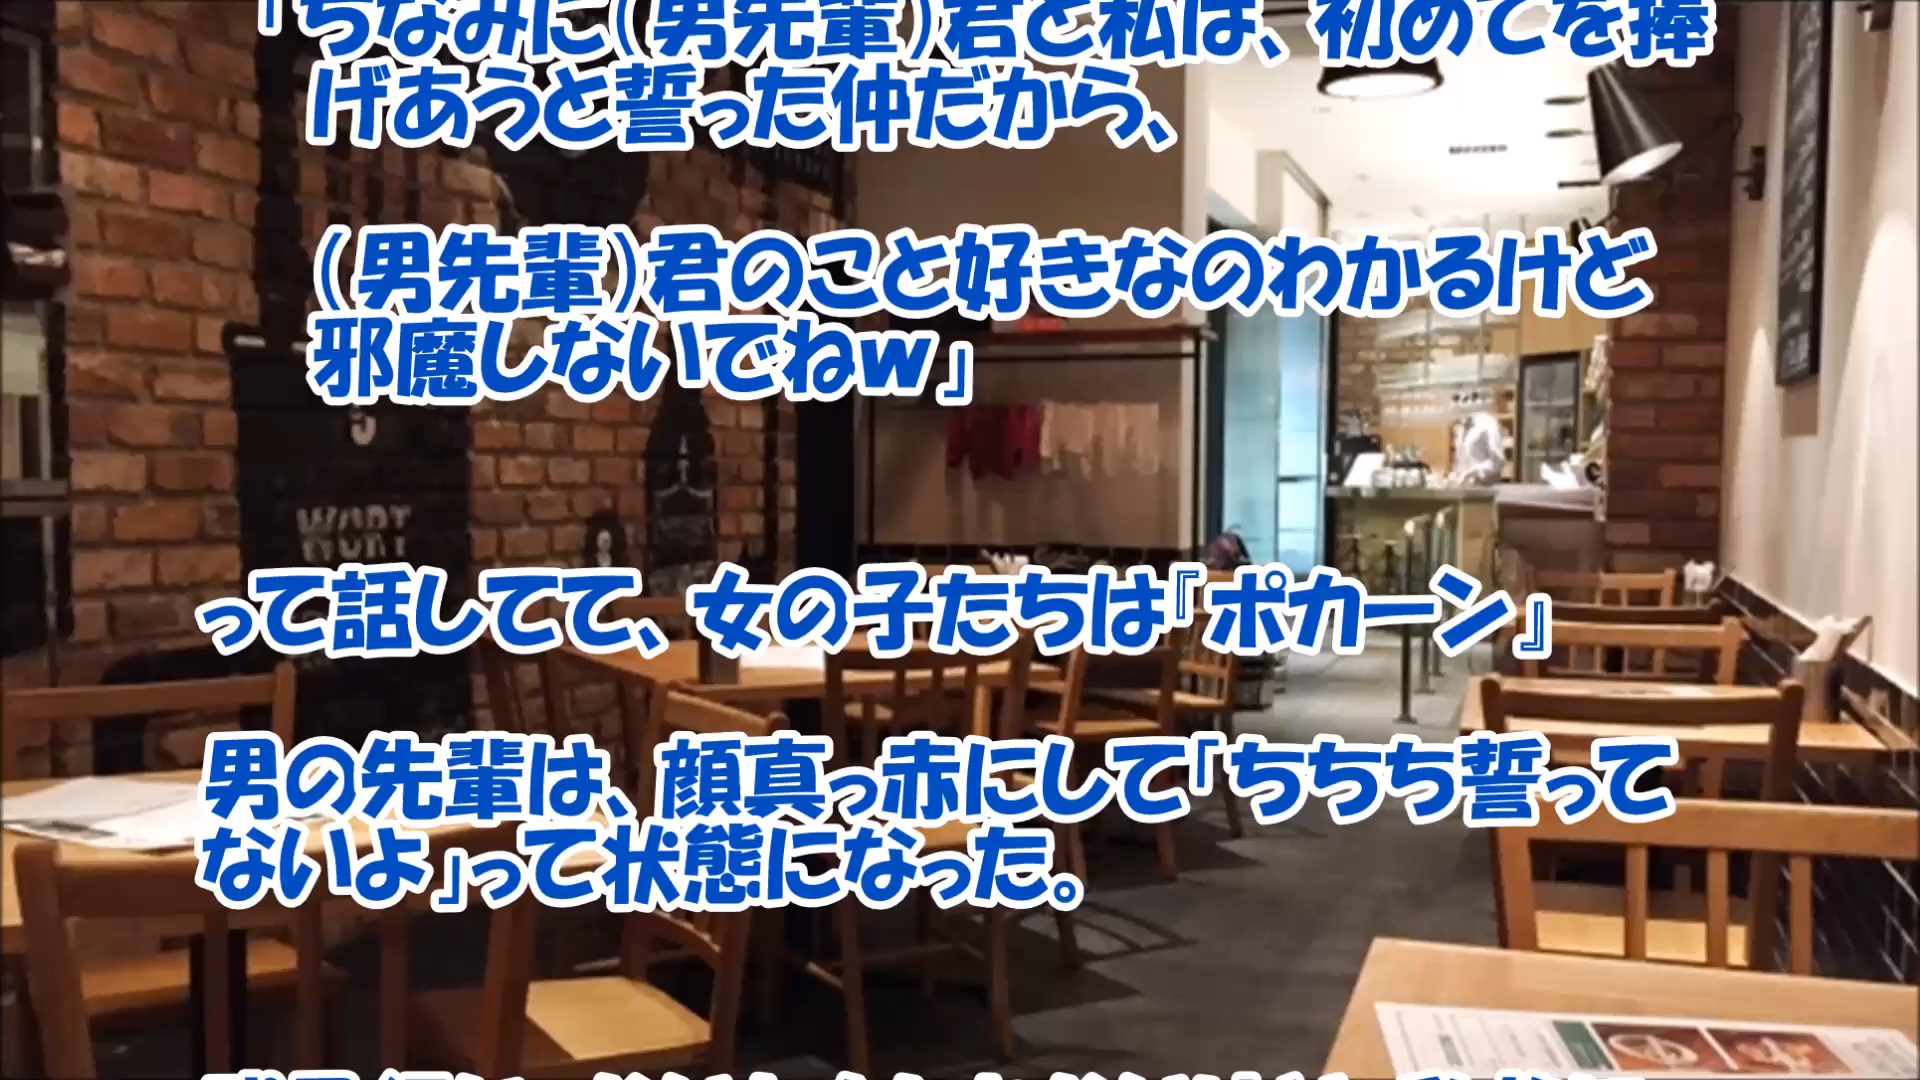 「ちなみに(男先輩)君と私は、初めてを捧
げあうと誓った仲だから、
(男先輩)君のこと好きなのわかるけど
邪魔しないでねw」
って話してて、女の子たちは『ポカーン』
男の先輩は、顔真っ赤にして「ちちち誓って
ないよ」って状態になった。
5
WORT